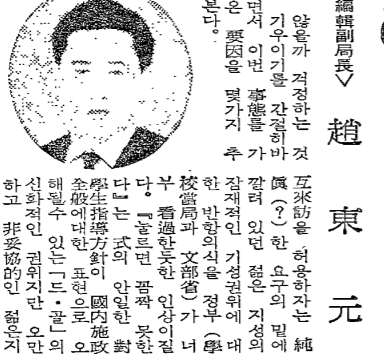 編輯副局長▽
趙東元
않을까 걱정하는 것
기우이기를 간절히바
면서 이번 事態를 가
온 要因을 몇가지 추
본다.
互來訪을 허용하자는 純
眞(?)한 요구의 밑에
깔려 있던 젊은 지성의
잠재적인 기성권위에 대
한 반항의식을 정부(學
校當局과 文部省)가 너
무 看過한듯한 인상이짙
다。『눌르면 꼼짝 못한
다』는 式의 안일한 對
學生指導方針이 國內施政
全般에대한 표현으로 오
해될수 있는「드·골」의
신화적인 권위지만 오만
하고 非妥協的인 젊은지